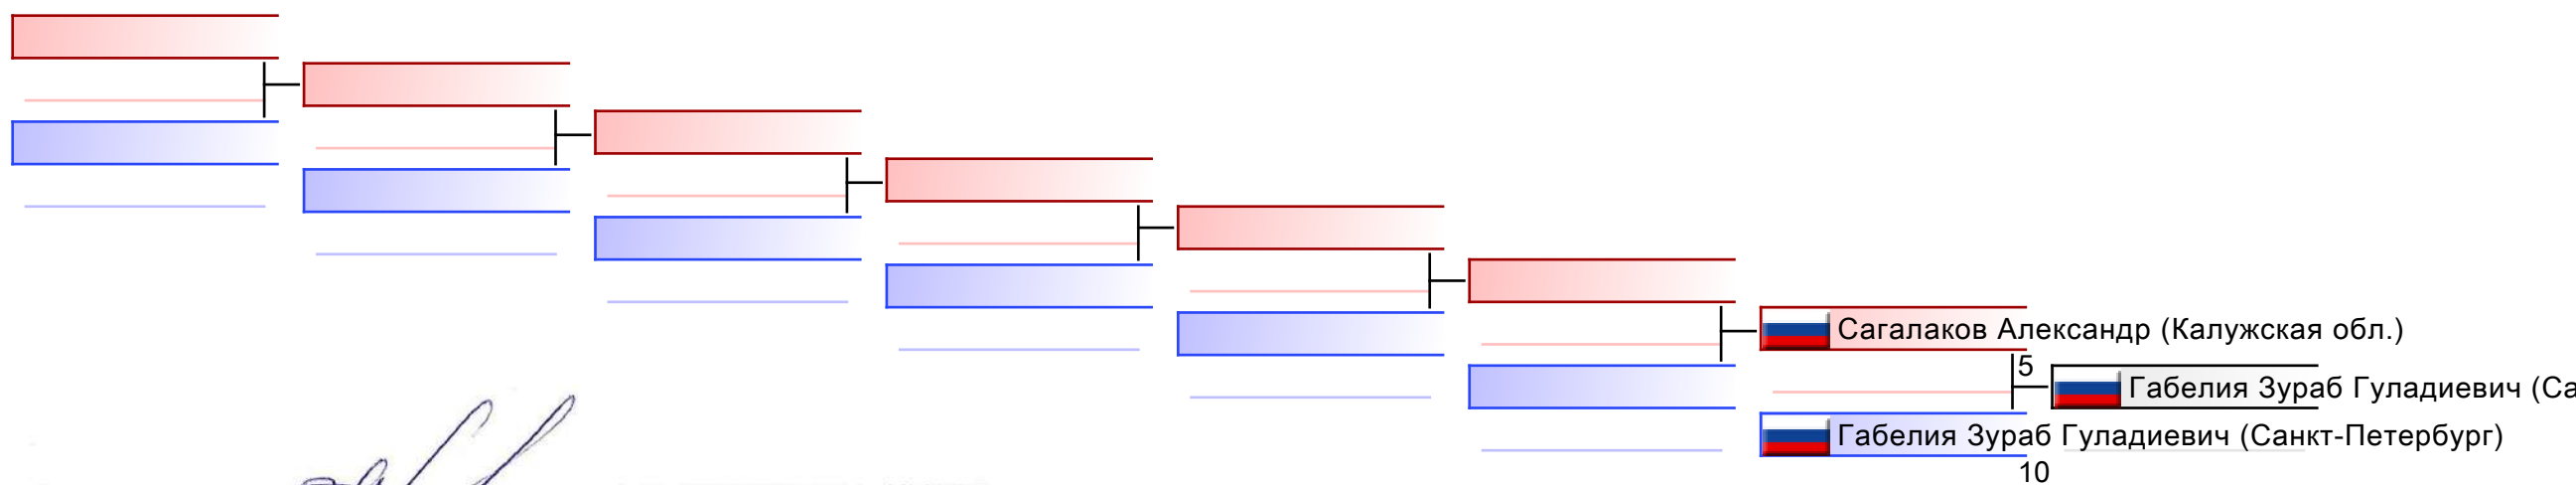 Сагалаков Александр (Калужская обл.)
5
Габелия Зураб Гуладиевич (Са
Габелия Зураб Гуладиевич (Санкт-Петербург)
10